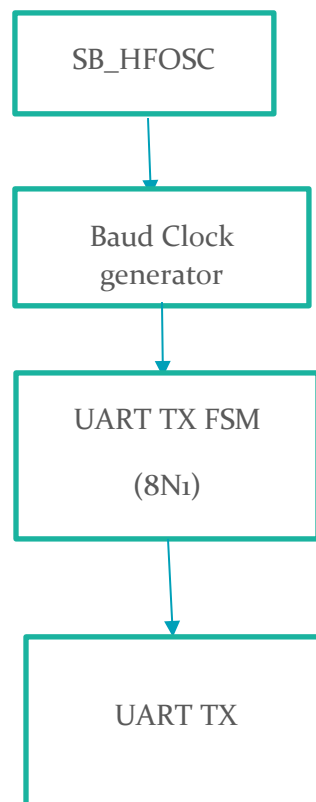 SB_HFOSC
Baud Clock
generator
UART TX FSM
(8N1)
UART TX